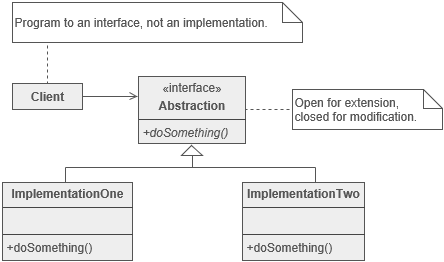 Program to an interface, not an implementation.
Client
«interface»
Abstraction
+doSomething()
Open for extension,
closed for modification.
ImplementationOne
+doSomething()
ImplementationTwo
+doSomething()